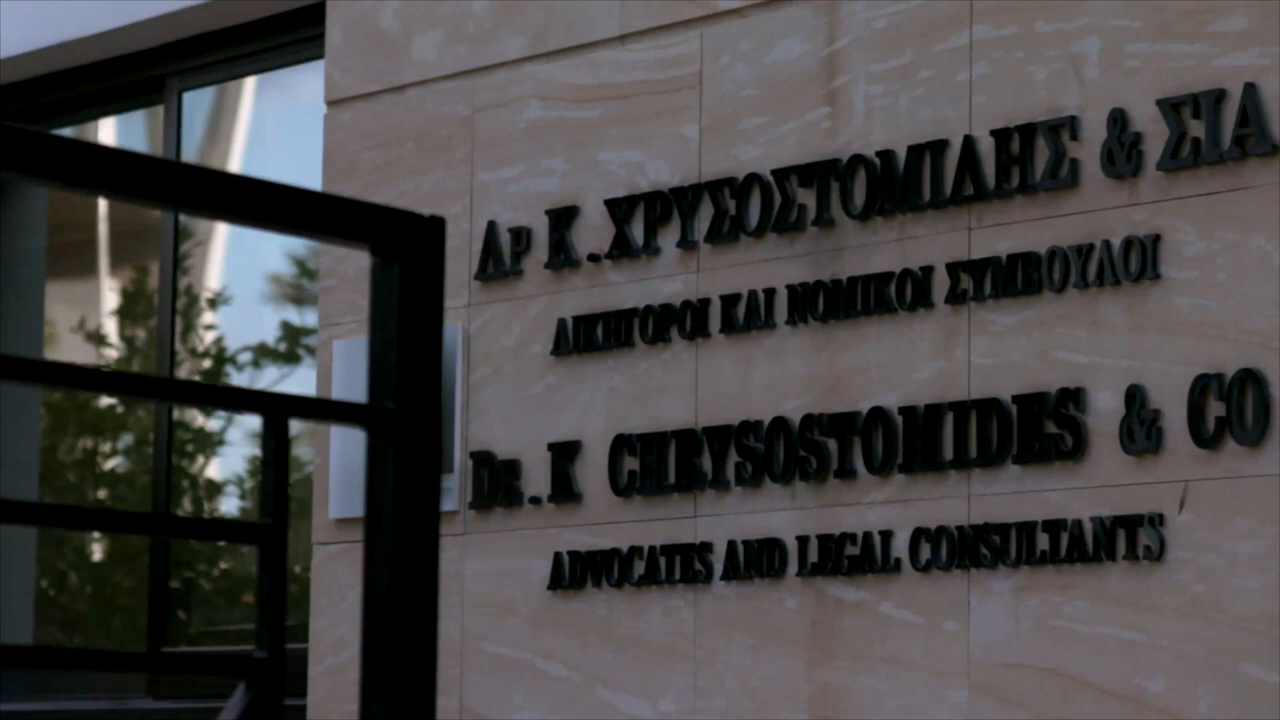 Δρ Κ. ΧΡΥΣΟΣΤΟΜΙΔΗΣ & ΣΙΑ
ΔΙΚΗΓΟΡΟΙ ΚΑΙ ΝΟΜΙΚΟΙ ΣΥΜΒΟΥΛΟΙ
DR. K CHRYSOSTOMIDES & CO
ADVOCATES AND LEGAL CONSULTANTS